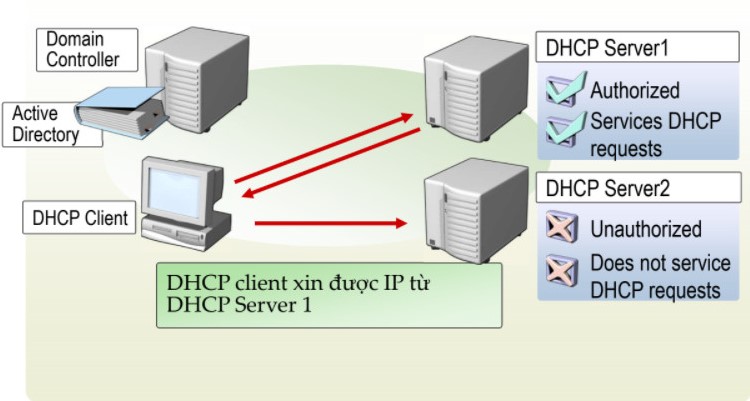 Domain
Controller
Active
Directory
DHCP Client
DHCP Server1
Authorized
Services DHCP
requests
DHCP Server2
Unauthorized
Does not service
DHCP requests
DHCP client xin được IP từ
DHCP Server 1